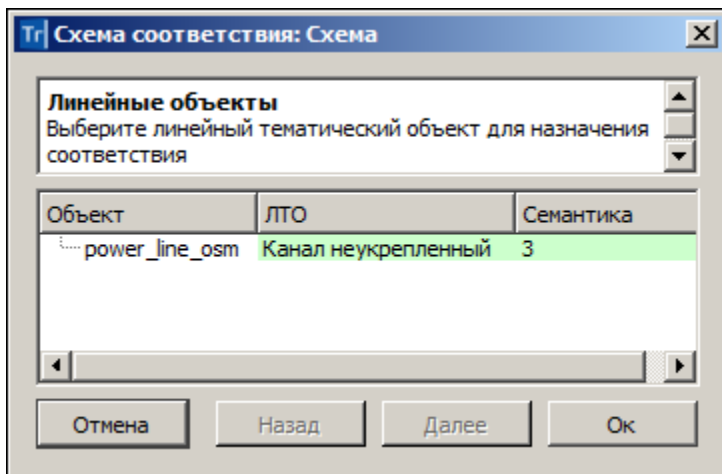 Тг Схема соответствия: Схема
Линейные объекты
Выберите линейный тематический объект для назначения
соответствия
Объект ЛТО Семантика
power_line_osm Канал неукрепленный 3
Отмена Назад Далее Ок